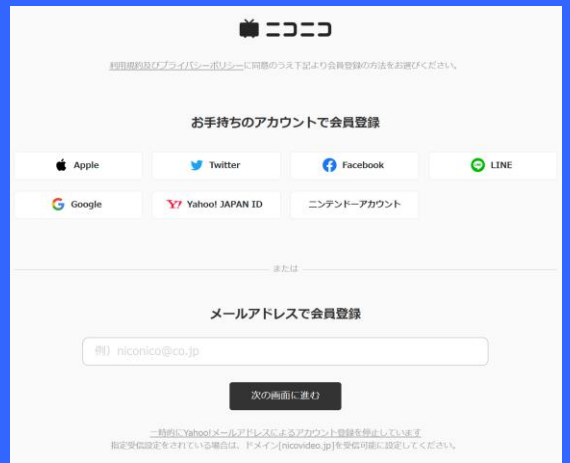 ニコニコ
利用規約及びプライバシーポリシーに同意のうえ下記より会員登録の方法をお選びください。
お手持ちのアカウントで会員登録
Apple
Twitter
Facebook
LINE
Google
Yahoo! JAPAN ID
ニンテンドーアカウント
または
メールアドレスで会員登録
例) niconico@co.jp
次の画面に進む
一時的にYahoo!メールアドレスによるアカウント登録を停止しています
指定受信設定をされている場合は、ドメイン[nicovideo.jp]を受信可能に設定してください。